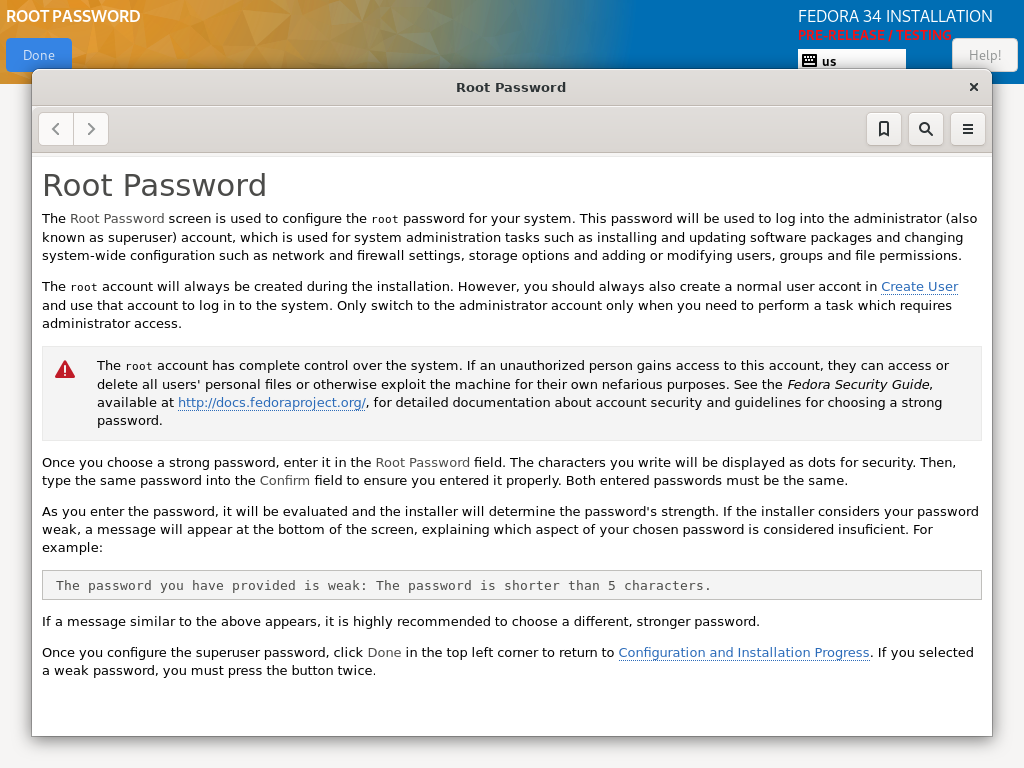 ROOT PASSWORD
FEDORA 34 INSTALLATION
PRE-RELEASE / TESTING
Done
us
Help!
Root Password
Root Password
The Root Password screen is used to configure the root password for your system. This password will be used to log into the administrator (also
known as superuser) account, which is used for system administration tasks such as installing and updating software packages and changing
system-wide configuration such as network and firewall settings, storage options and adding or modifying users, groups and file permissions.
The root account will always be created during the installation. However, you should always also create a normal user accont in Create User
and use that account to log in to the system. Only switch to the administrator account only when you need to perform a task which requires
administrator access.
The root account has complete control over the system. If an unauthorized person gains access to this account, they can access or
delete all users' personal files or otherwise exploit the machine for their own nefarious purposes. See the Fedora Security Guide,
available at http://docs.fedoraproject.org/, for detailed documentation about account security and guidelines for choosing a strong
password.
Once you choose a strong password, enter it in the Root Password field. The characters you write will be displayed as dots for security. Then,
type the same password into the Confirm field to ensure you entered it properly. Both entered passwords must be the same.
As you enter the password, it will be evaluated and the installer will determine the password's strength. If the installer considers your password
weak, a message will appear at the bottom of the screen, explaining which aspect of your chosen password is considered insuficient. For
example:
The password you have provided is weak: The password is shorter than 5 characters.
If a message similar to the above appears, it is highly recommended to choose a different, stronger password.
Once you configure the superuser password, click Done in the top left corner to return to Configuration and Installation Progress. If you selected
a weak password, you must press the button twice.